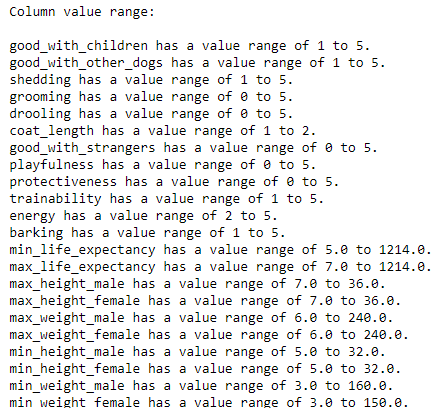 Column value range:
good_with_children has a value range of 1 to 5.
good_with_other_dogs has a value range of 1 to 5.
shedding has a value range of 1 to 5.
grooming has a value range of 0 to 5.
drooling has a value range of 0 to 5.
coat_length has a value range of 1 to 2.
good_with_strangers has a value range of 0 to 5.
playfulness has a value range of 0 to 5.
protectiveness has a value range of 0 to 5.
trainability has a value range of 1 to 5.
energy has a value range of 2 to 5.
barking has a value range of 1 to 5.
min_life_expectancy has a value range of 5.0 to 1214.0.
max_life_expectancy has a value range of 7.0 to 1214.0.
max_height_male has a value range of 7.0 to 36.0.
max_height_female has a value range of 7.0 to 36.0.
max_weight_male has a value range of 6.0 to 240.0.
max_weight_female has a value range of 6.0 to 240.0.
min_height_male has a value range of 5.0 to 32.0.
min_height_female has a value range of 5.0 to 32.0.
min_weight_male has a value range of 3.0 to 160.0.
min_weight_female has a value range of 3.0 to 150.0.